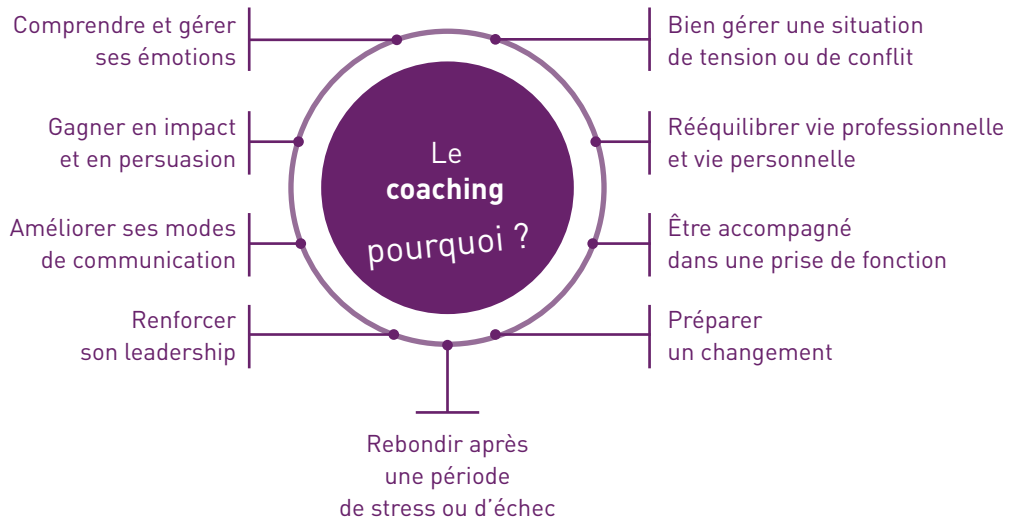 Comprendre et gérer
ses émotions
Gagner en impact
et en persuasion
Améliorer ses modes
de communication
Renforcer
son leadership
Le
coaching
pourquoi ?
Bien gérer une situation
de tension ou de conflit
Rééquilibrer vie professionnelle
et vie personnelle
Être accompagné
dans une prise de fonction
Préparer
un changement
Rebondir après
une période
de stress ou d'échec